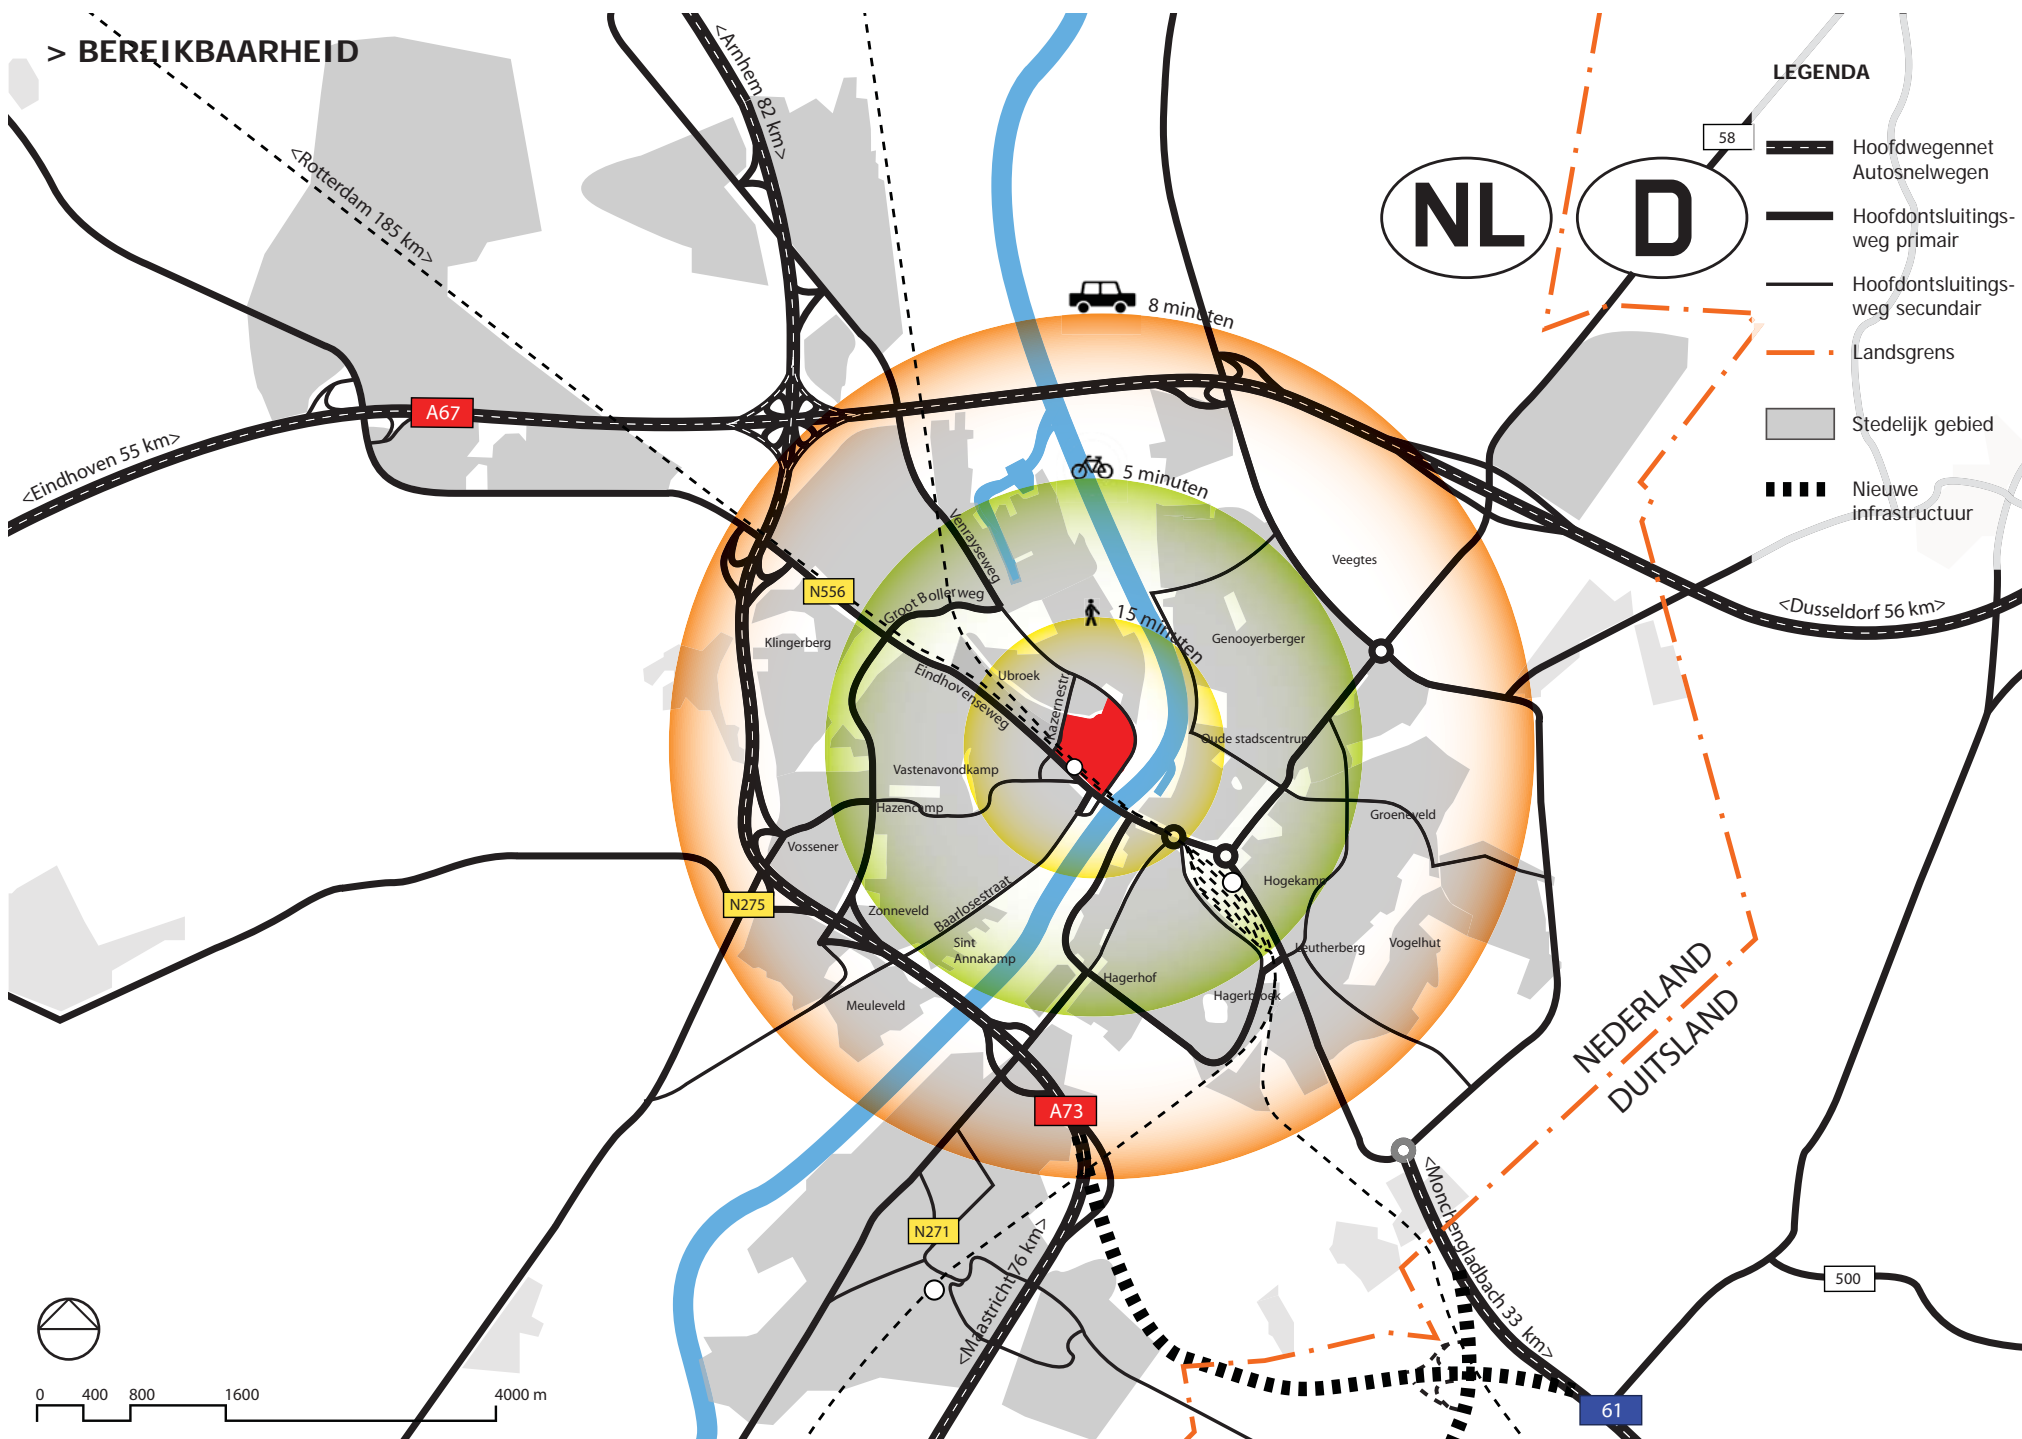 > BEREIKBAARHEID
LEGENDA
Hoofdwegennet
Autosnelwegen
Hoofdontsluitings-
weg primair
Hoofdontsluitings-
weg secundair
Landsgrens
Stedelijk gebied
Nieuwe
infrastructuur
58
NL
D
<Arnhem 82 km>
<Rotterdam 185 km>
8 minuten
A67
<Eindhoven 55 km>
5 minuten
Venrayseweg
Veegtes
N556
Groot Bollerweg
<Dusseldorf 56 km>
15 minuten
Klingerberg
Genooyerberger
Ubroek
Eindhovenseweg
Kazernestr
Oude stadscentrum
Vastenavondkamp
Hazencamp
Groeneveld
Vossener
Hogekamp
N275
Zonneveld
Baarlosestraat
Sint
Annakamp
Leutherberg
Vogelhut
Hagerhof
Hagerbroek
Meuleveld
NEDERLAND
DUITSLAND
A73
N271
<Maastricht 76 km>
<Monchengladbach 33 km>
500
61
0 400 800 1600 4000 m